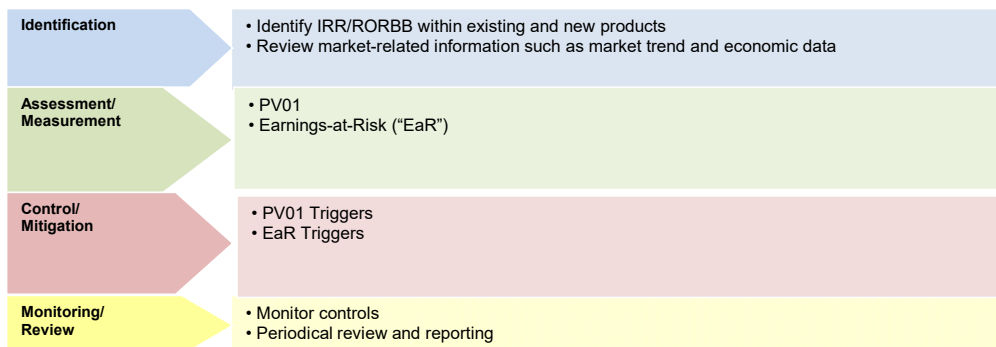 Identification
• Identify IRR/RORBB within existing and new products
• Review market-related information such as market trend and economic data
Assessment/
Measurement
• PV01
• Earnings-at-Risk (“EaR”)
Control/
Mitigation
• PV01 Triggers
• EaR Triggers
Monitoring/
Review
• Monitor controls
• Periodical review and reporting